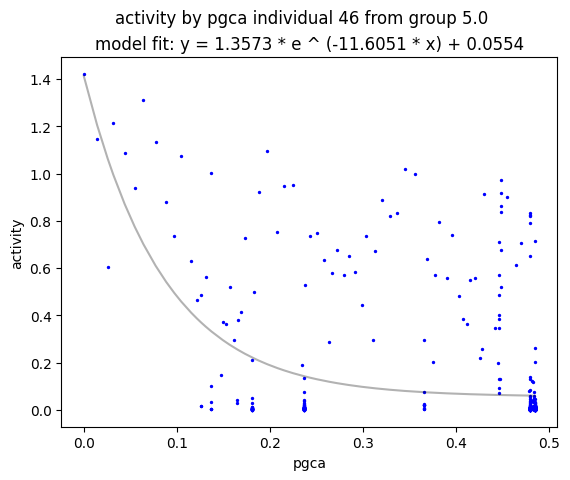 activity by pgca individual 46 from group 5.0
model fit: y = 1.3573 * e ^ (-11.6051 * x) + 0.0554
1.4
1.2
1.0
0.8
0.6
0.4
0.2
0.0
activity
0.0 0.1 0.2 0.3 0.4 0.5
pgca